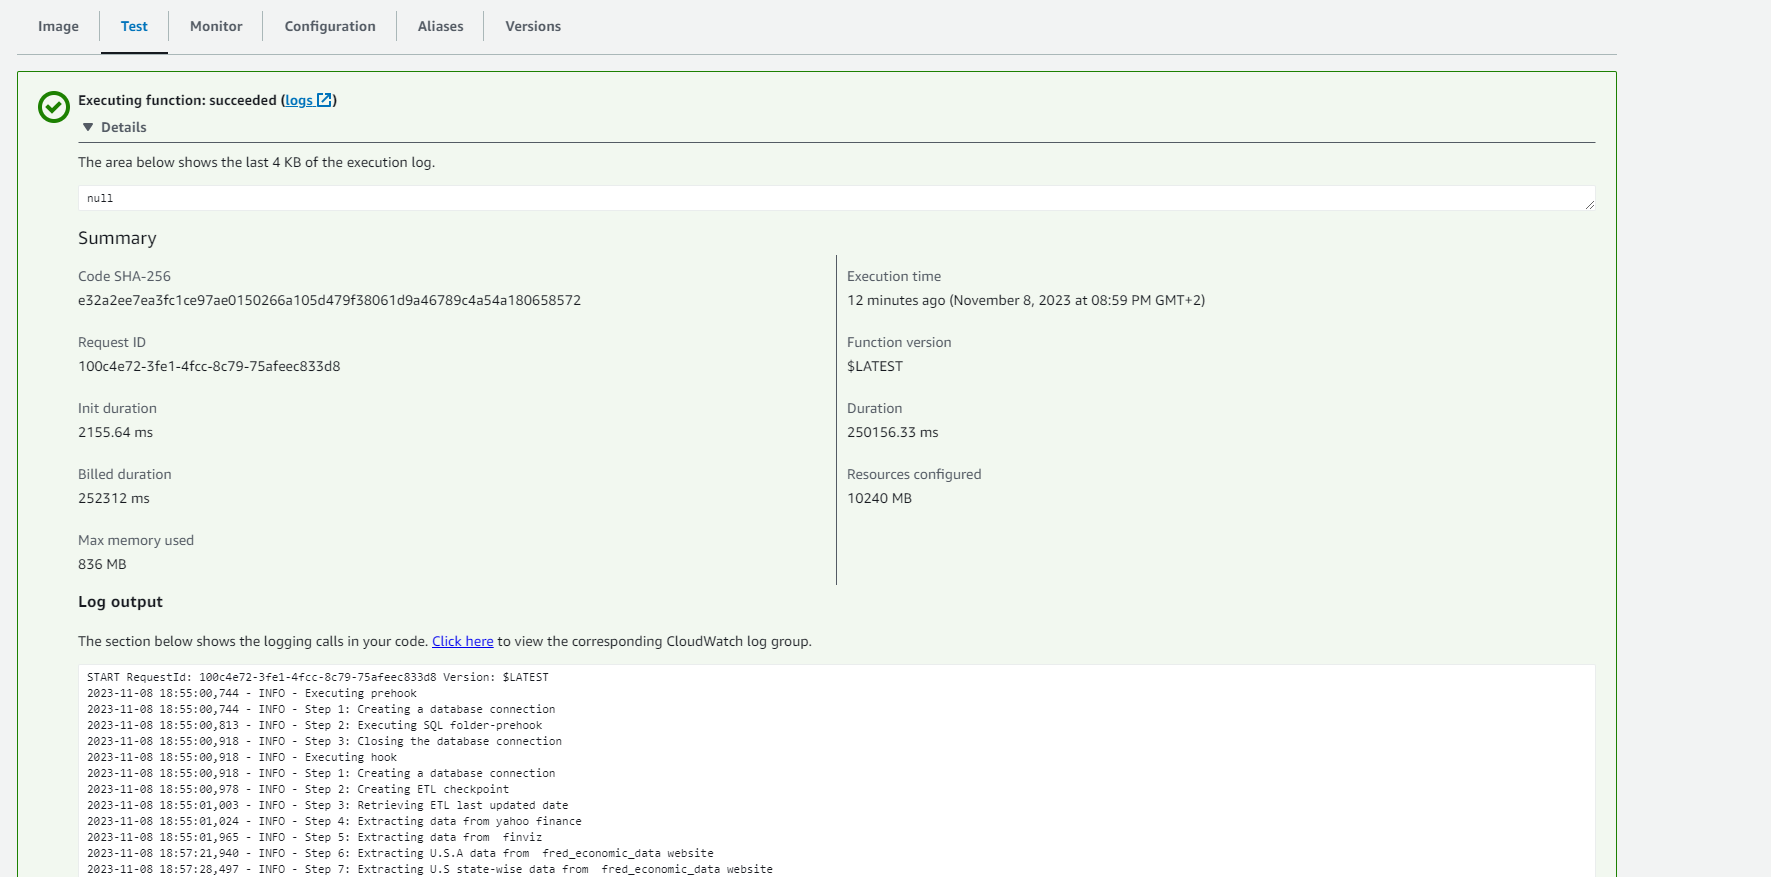 Image Test Monitor Configuration Aliases Versions
Executing function: succeeded (logs)
Details
The area below shows the last 4 KB of the execution log.
null
Summary
Code SHA-256
e32a2ee7ea3fc1ce97ae0150266a105d479f38061d9a46789c4a54a180658572
Execution time
12 minutes ago (November 8, 2023 at 08:59 PM GMT+2)
Request ID
100c4e72-3fe1-4fcc-8c79-75afeec833d8
Function version
$LATEST
Init duration
2155.64 ms
Duration
250156.33 ms
Billed duration
252312 ms
Resources configured
10240 MB
Max memory used
836 MB
Log output
The section below shows the logging calls in your code. Click here to view the corresponding CloudWatch log group.
START RequestId: 100c4e72-3fe1-4fcc-8c79-75afeec833d8 Version: $LATEST
2023-11-08 18:55:00,744 - INFO - Executing prehook
2023-11-08 18:55:00,744 - INFO - Step 1: Creating a database connection
2023-11-08 18:55:00,813 - INFO - Step 2: Executing SQL folder-prehook
2023-11-08 18:55:00,918 - INFO - Step 3: Closing the database connection
2023-11-08 18:55:00,918 - INFO - Executing hook
2023-11-08 18:55:00,918 - INFO - Step 1: Creating a database connection
2023-11-08 18:55:00,978 - INFO - Step 2: Creating ETL checkpoint
2023-11-08 18:55:01,003 - INFO - Step 3: Retrieving ETL last updated date
2023-11-08 18:55:01,024 - INFO - Step 4: Extracting data from yahoo finance
2023-11-08 18:55:01,965 - INFO - Step 5: Extracting data from  finviz
2023-11-08 18:57:21,940 - INFO - Step 6: Extracting U.S.A data from  fred_economic_data website
2023-11-08 18:57:28,497 - INFO - Step 7: Extracting U.S state-wise data from  fred_economic_data website